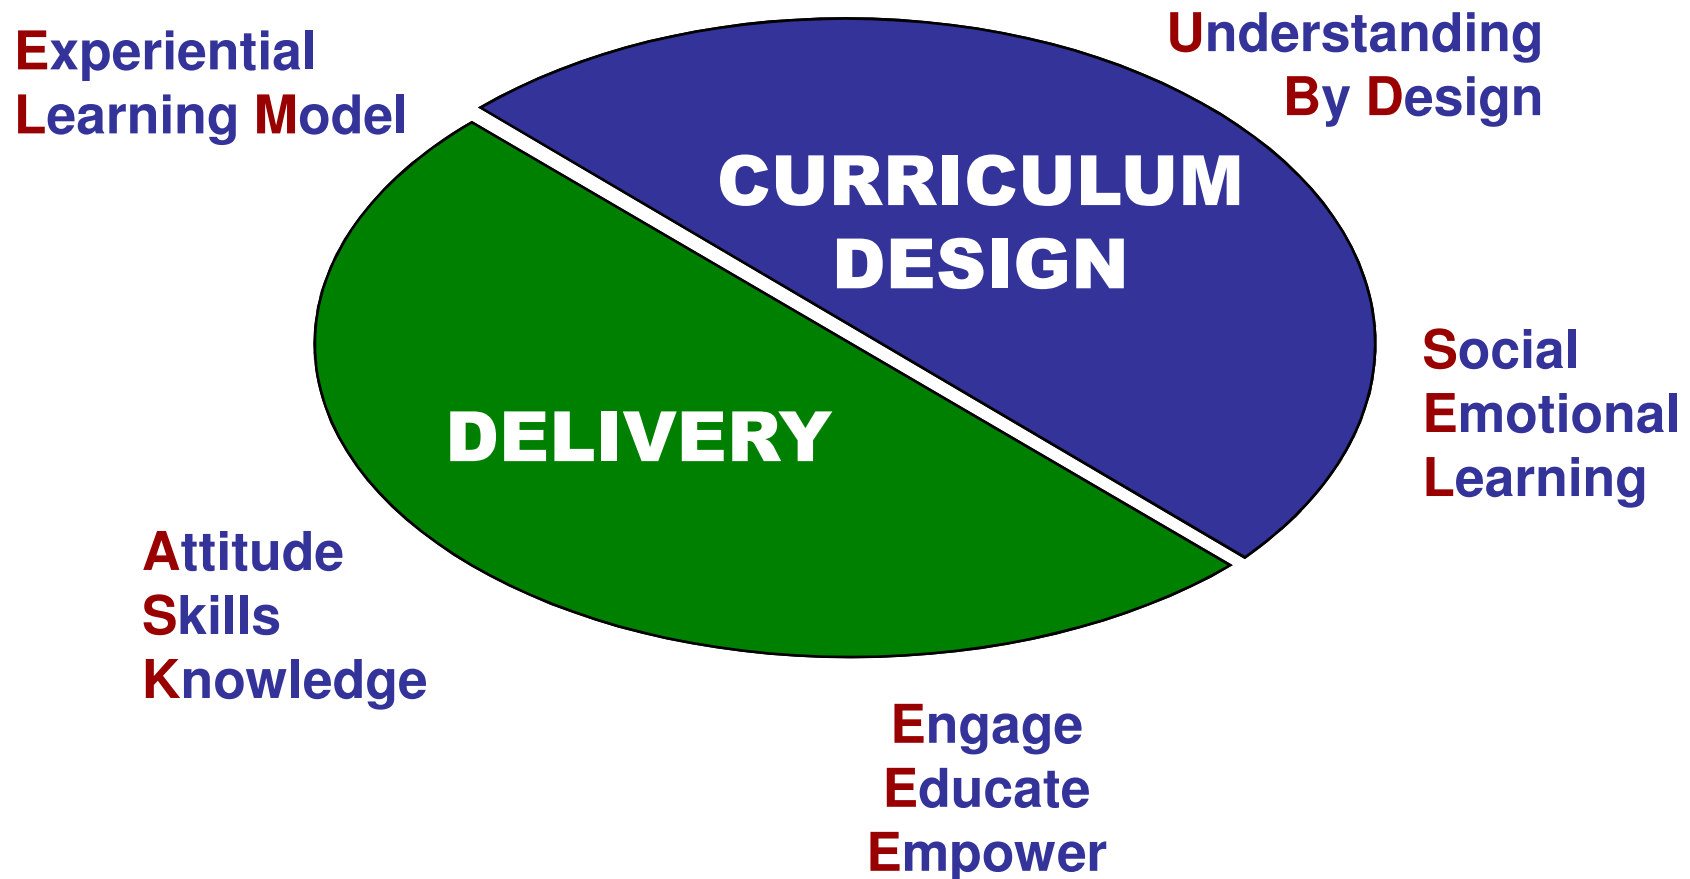 Experiential
Learning Model
Understanding
By Design
CURRICULUM
DESIGN
Social
Emotional
Learning
DELIVERY
Attitude
Skills
Knowledge
Engage
Educate
Empower